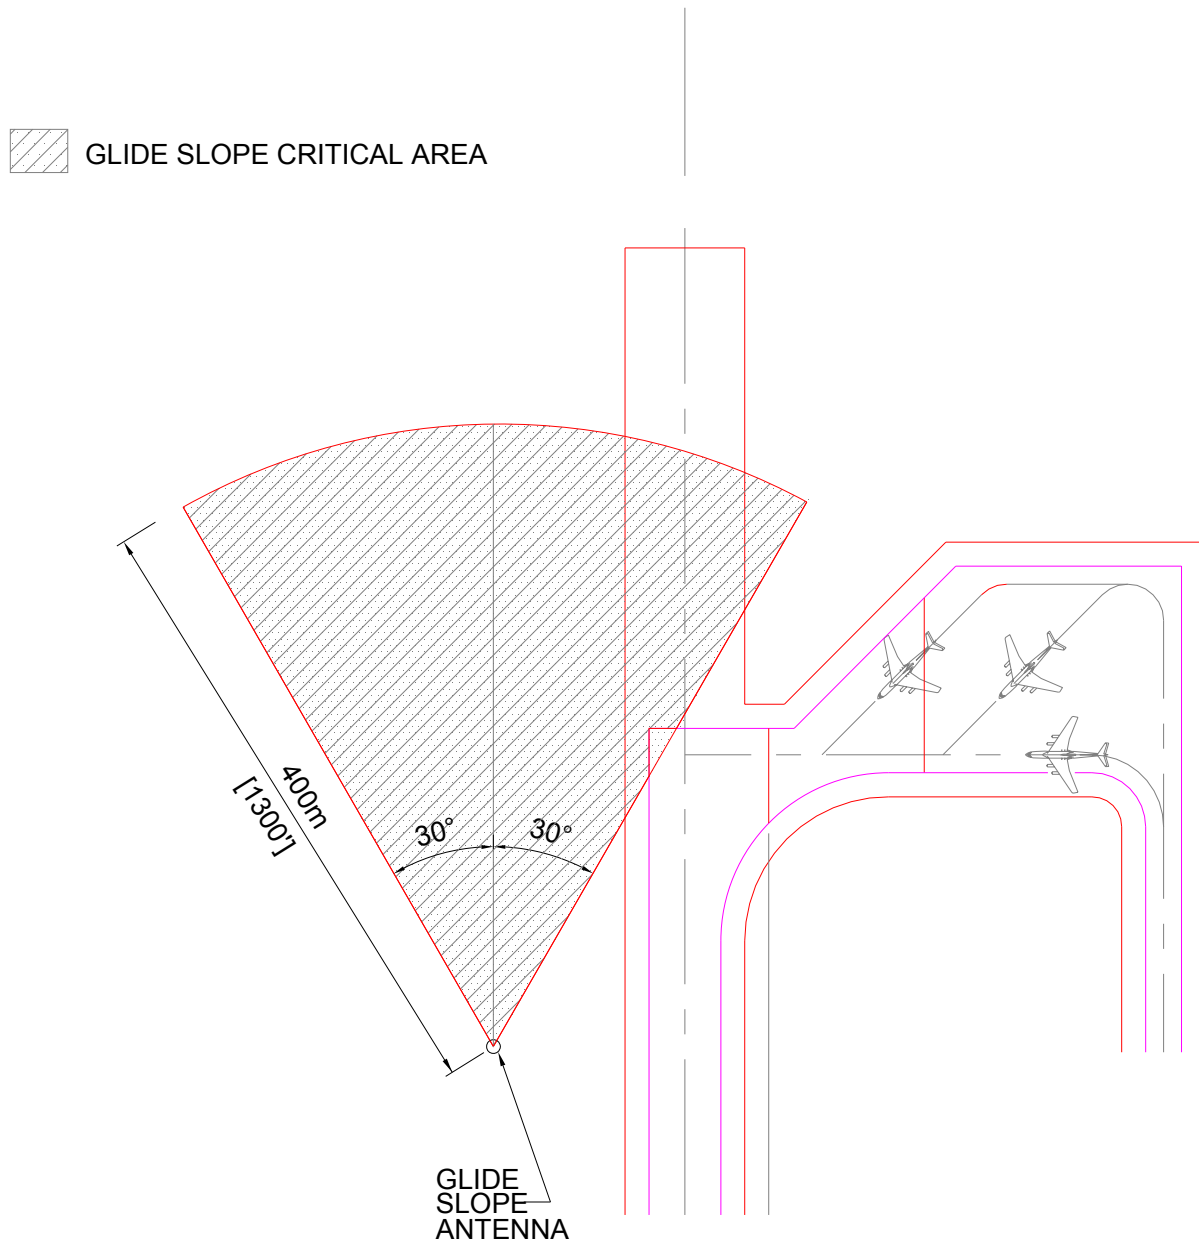 GLIDE SLOPE CRITICAL AREA
400m
[1300']
30°
30°
GLIDE
SLOPE
ANTENNA